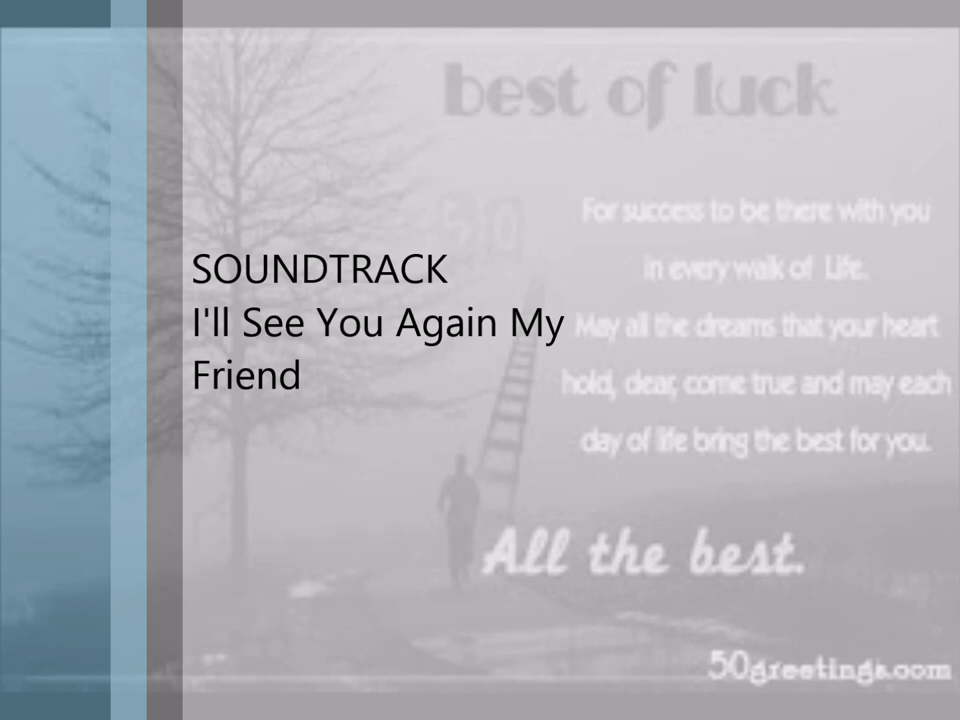 best of luck
For success to be there with you
in every walk of Life.
SOUNDTRACK
I'll See You Again My
Friend
May all the dreams that your heart
hold, dear, come true and may each
day of life bring the best for you.
All the best.
50greetings.com